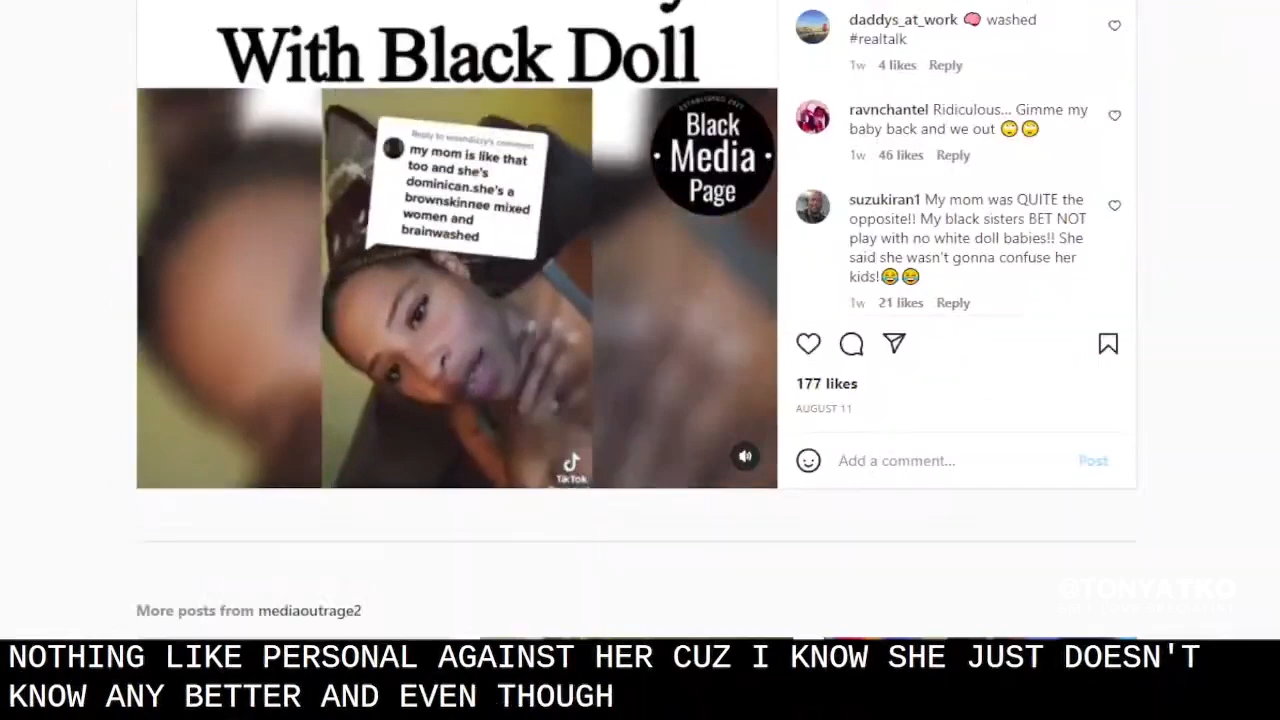 With Black Doll
ESTABLISHED 2021
Black
Media
Page
my mom is like that
too and she's
dominican.she's a
brownskinnee mixed
women and
brainwashed
TikTok
daddys_at_work 🧠 washed
#realtalk
1w 4 likes Reply
ravnchantel Ridiculous... Gimme my
baby back and we out 🙄🙄
1w 46 likes Reply
suzukiran1 My mom was QUITE the
opposite!! My black sisters BET NOT
play with no white doll babies!! She
said she wasn't gonna confuse her
kids!😂😂
1w 21 likes Reply
177 likes
AUGUST 11
Add a comment... Post
@TONYATKO
More posts from mediaoutrage2
NOTHING LIKE PERSONAL AGAINST HER CUZ I KNOW SHE JUST DOESN'T
KNOW ANY BETTER AND EVEN THOUGH